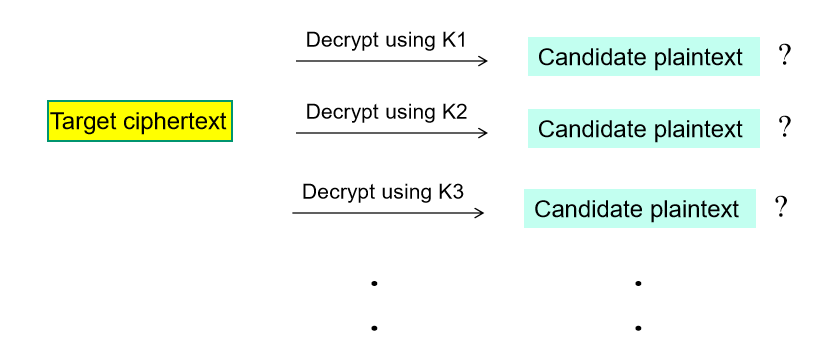 Decrypt using K1
Candidate plaintext ?
Target ciphertext
Decrypt using K2
Candidate plaintext ?
Decrypt using K3
Candidate plaintext ?